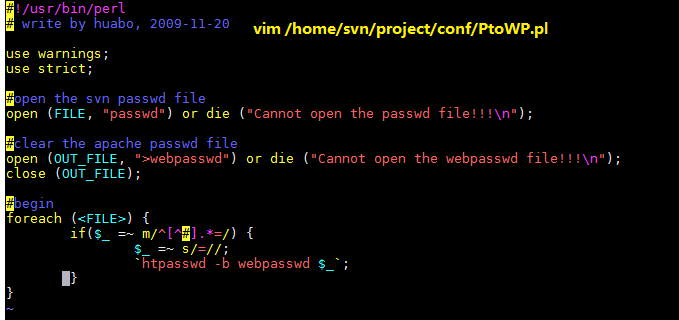 #!/usr/bin/perl
# write by huabo, 2009-11-20
vim /home/svn/project/conf/PtoWP.pl
use warnings;
use strict;
#open the svn passwd file
open (FILE, "passwd") or die ("Cannot open the passwd file!!!\n");
#clear the apache passwd file
open (OUT_FILE, ">webpasswd") or die ("Cannot open the webpasswd file!!!\n");
close (OUT_FILE);
#begin
foreach (<FILE>) {
if($_ =~ m/^[^#].*=/) {
$_ =~ s/=//;
`htpasswd -b webpasswd $_`;
}
}
~